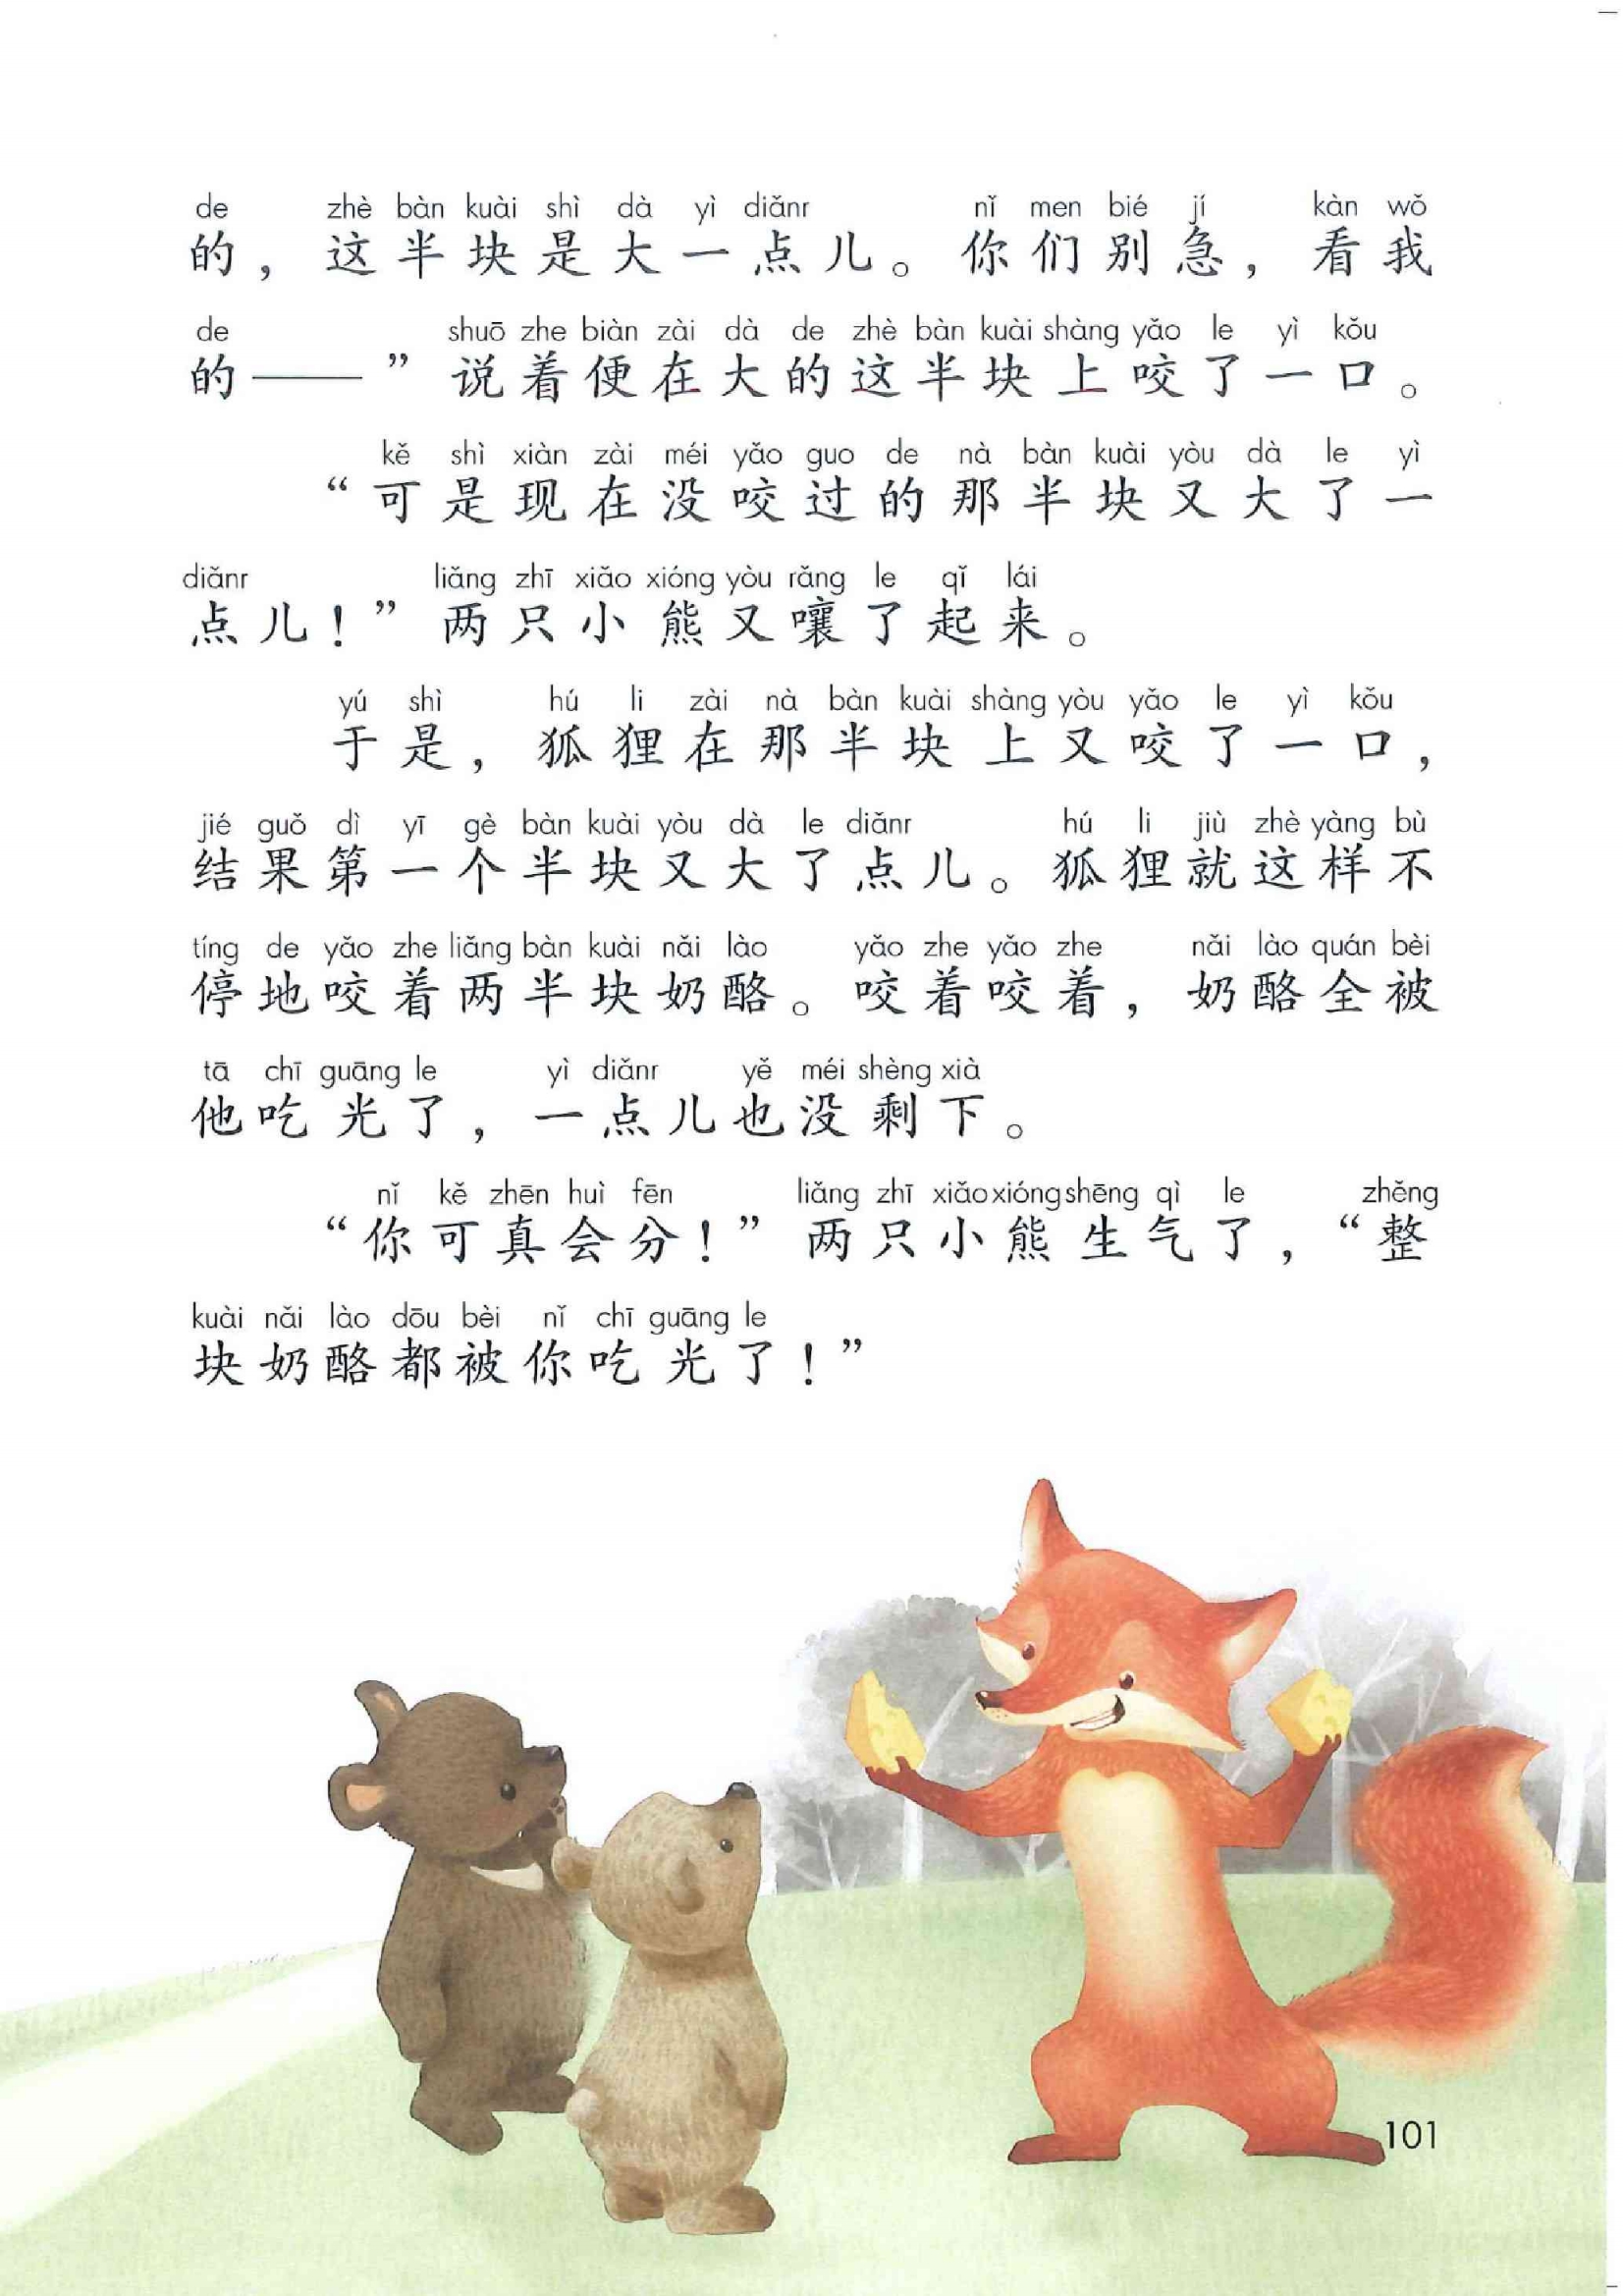 de zhè bàn kuài shì dà yì diǎnr nǐ men bié jí kàn wǒ
的，这半块是大一点儿。你们别急，看我
de shuō zhe biàn zài dà de zhè bàn kuài shàng yǎo le yì kǒu
的——”说着便在大的这半块上咬了一口。
kě shì xiàn zài méi yǎo guo de nà bàn kuài yòu dà le yì
“可是现在没咬过的那半块又大了一
diǎnr liǎng zhī xiǎo xióng yòu rǎng le qǐ lái
点儿！”两只小熊又嚷了起来。
yú shì hú li zài nà bàn kuài shàng yòu yǎo le yì kǒu
于是，狐狸在那半块上又咬了一口，
jié guǒ dì yī gè bàn kuài yòu dà le diǎnr hú li jiù zhè yàng bù
结果第一个半块又大了点儿。狐狸就这样不
tíng de yǎo zhe liǎng bàn kuài nǎi lào yǎo zhe yǎo zhe nǎi lào quán bèi
停地咬着两半块奶酪。咬着咬着，奶酪全被
tā chī guāng le yì diǎnr yě méi shèng xià
他吃光了，一点儿也没剩下。
nǐ kě zhēn huì fēn liǎng zhī xiǎo xióng shēng qì le zhěng
“你可真会分！”两只小熊生气了，“整
kuài nǎi lào dōu bèi nǐ chī guāng le
块奶酪都被你吃光了！”
101